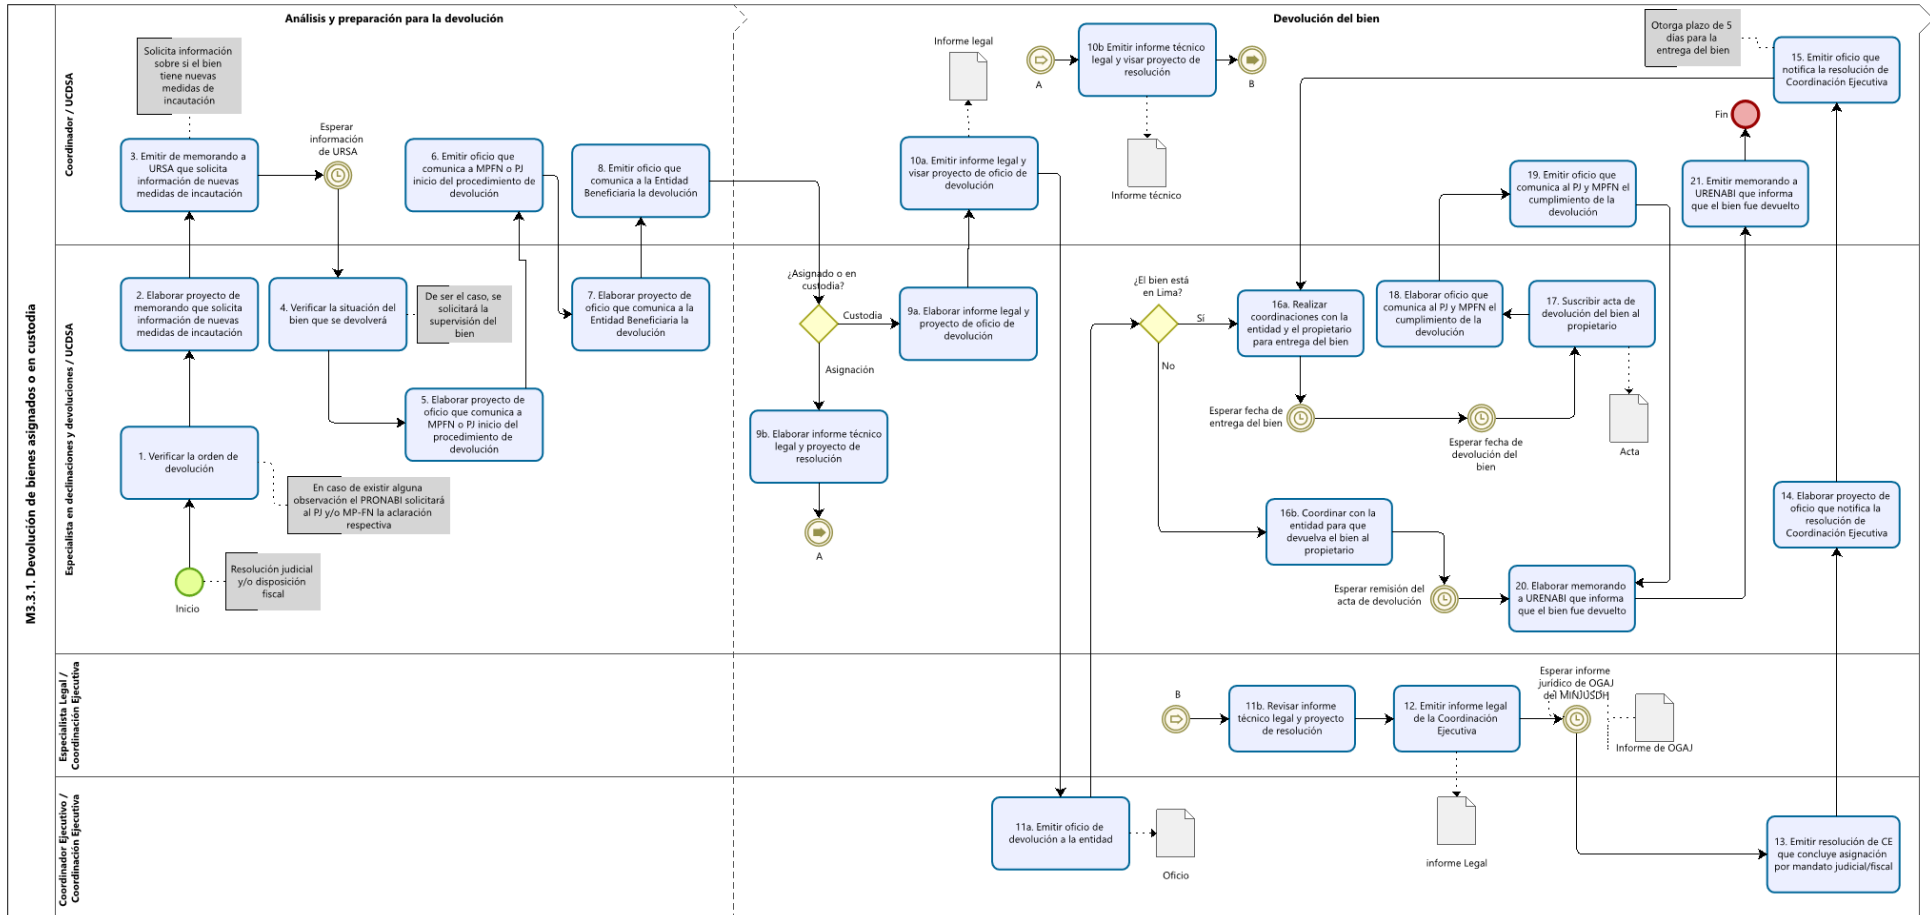 M3.3.1. Devolución de bienes asignados o en custodia
Análisis y preparación para la devolución
Devolución del bien
Coordinador / UCDSA
Solicita información
sobre si el bien
tiene nuevas
medidas de
incautación
3. Emitir de memorando a
URSA que solicita
información de nuevas
medidas de incautación
Esperar
información
de URSA
6. Emitir oficio que
comunica a MPFN o PJ
inicio del procedimiento de
devolución
8. Emitir oficio que
comunica a la Entidad
Beneficiaria la devolución
Informe legal
10a. Emitir informe legal y
visar proyecto de oficio de
devolución
A
10b Emitir informe técnico
legal y visar proyecto de
resolución
B
Informe técnico
Otorga plazo de 5
días para la
entrega del bien
15. Emitir oficio que
notifica la resolución de
Coordinación Ejecutiva
Fin
19. Emitir oficio que
comunica al PJ y MPFN el
cumplimiento de la
devolución
21. Emitir memorando a
URENABI que informa
que el bien fue devuelto
Especialista en declinaciones y devoluciones / UCDSA
2. Elaborar proyecto de
memorando que solicita
información de nuevas
medidas de incautación
4. Verificar la situación del
bien que se devolverá
De ser el caso, se
solicitará la
supervisión del
bien
7. Elaborar proyecto de
oficio que comunica a la
Entidad Beneficiaria la
devolución
1. Verificar la orden de
devolución
5. Elaborar proyecto de
oficio que comunica a
MPFN o PJ inicio del
procedimiento de
devolución
En caso de existir alguna
observación el PRONABI solicitará
al PJ y/o MP-FN la aclaración
respectiva
Resolución judicial
y/o disposición
fiscal
Inicio
¿Asignado o en
custodia?
Custodia
Asignación
9a. Elaborar informe legal y
proyecto de oficio de
devolución
9b. Elaborar informe técnico
legal y proyecto de
resolución
A
¿El bien está
en Lima?
Sí
No
16a. Realizar
coordinaciones con la
entidad y el propietario
para entrega del bien
18. Elaborar oficio que
comunica al PJ y MPFN el
cumplimiento de la
devolución
17. Suscribir acta de
devolución del bien al
propietario
Esperar fecha de
entrega del bien
Esperar fecha de
devolución del
bien
Acta
16b. Coordinar con la
entidad para que
devuelva el bien al
propietario
Esperar remisión del
acta de devolución
20. Elaborar memorando
a URENABI que informa
que el bien fue devuelto
14. Elaborar proyecto de
oficio que notifica la
resolución de
Coordinación Ejecutiva
Especialista Legal /
Coordinación Ejecutiva
B
11b. Revisar informe
técnico legal y proyecto
de resolución
12. Emitir informe legal
de la Coordinación
Ejecutiva
Esperar informe
jurídico de OGAJ
del MINJUSDH
Informe de OGAJ
Coordinador Ejecutivo /
Coordinación Ejecutiva
11a. Emitir oficio de
devolución a la entidad
Oficio
informe Legal
13. Emitir resolución de CE
que concluye asignación
por mandato judicial/fiscal